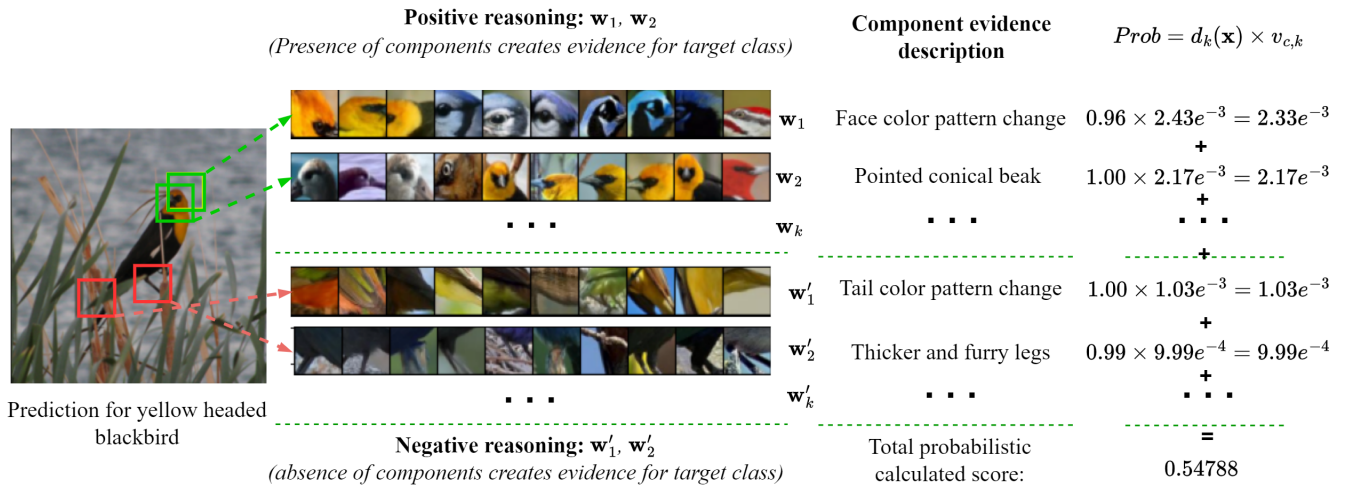 Positive reasoning: w₁, w₂
(Presence of components creates evidence for target class)
Component evidence
description
Prob = d_k(x) × v_{c,k}
w₁
Face color pattern change
0.96 × 2.43e⁻³ = 2.33e⁻³
+
w₂
Pointed conical beak
1.00 × 2.17e⁻³ = 2.17e⁻³
+
. . .
w_k
. . .
. . .
+
w′₁
Tail color pattern change
1.00 × 1.03e⁻³ = 1.03e⁻³
+
w′₂
Thicker and furry legs
0.99 × 9.99e⁻⁴ = 9.99e⁻⁴
+
. . .
w′_k
. . .
. . .
Prediction for yellow headed
blackbird
Negative reasoning: w′₁, w′₂
(absence of components creates evidence for target class)
Total probabilistic
calculated score:
=
0.54788